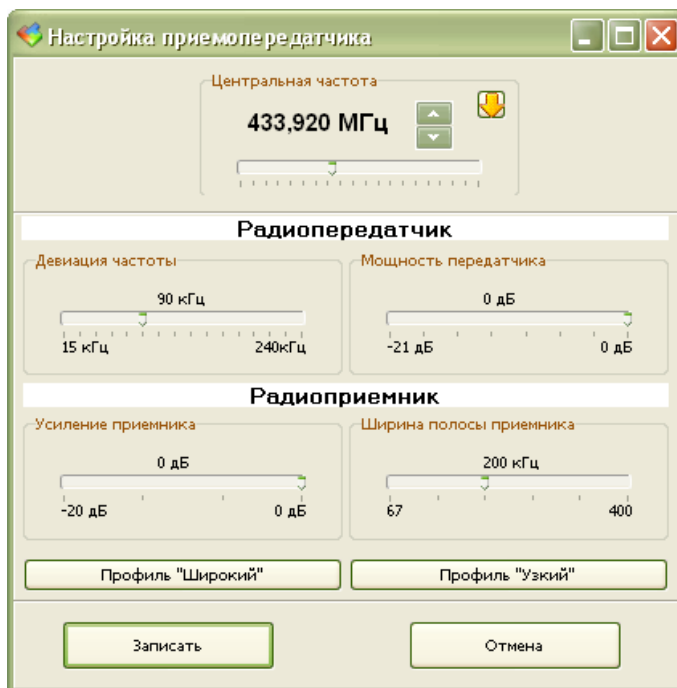 Настройка приемопередатчика
Центральная частота
433,920 МГц
Радиопередатчик
Девиация частоты
Мощность передатчика
90 кГц
0 дБ
15 кГц
240кГц
-21 дБ
0 дБ
Радиоприемник
Усиление приемника
Ширина полосы приемника
0 дБ
200 кГц
-20 дБ
0 дБ
67
400
Профиль "Широкий"
Профиль "Узкий"
Записать
Отмена